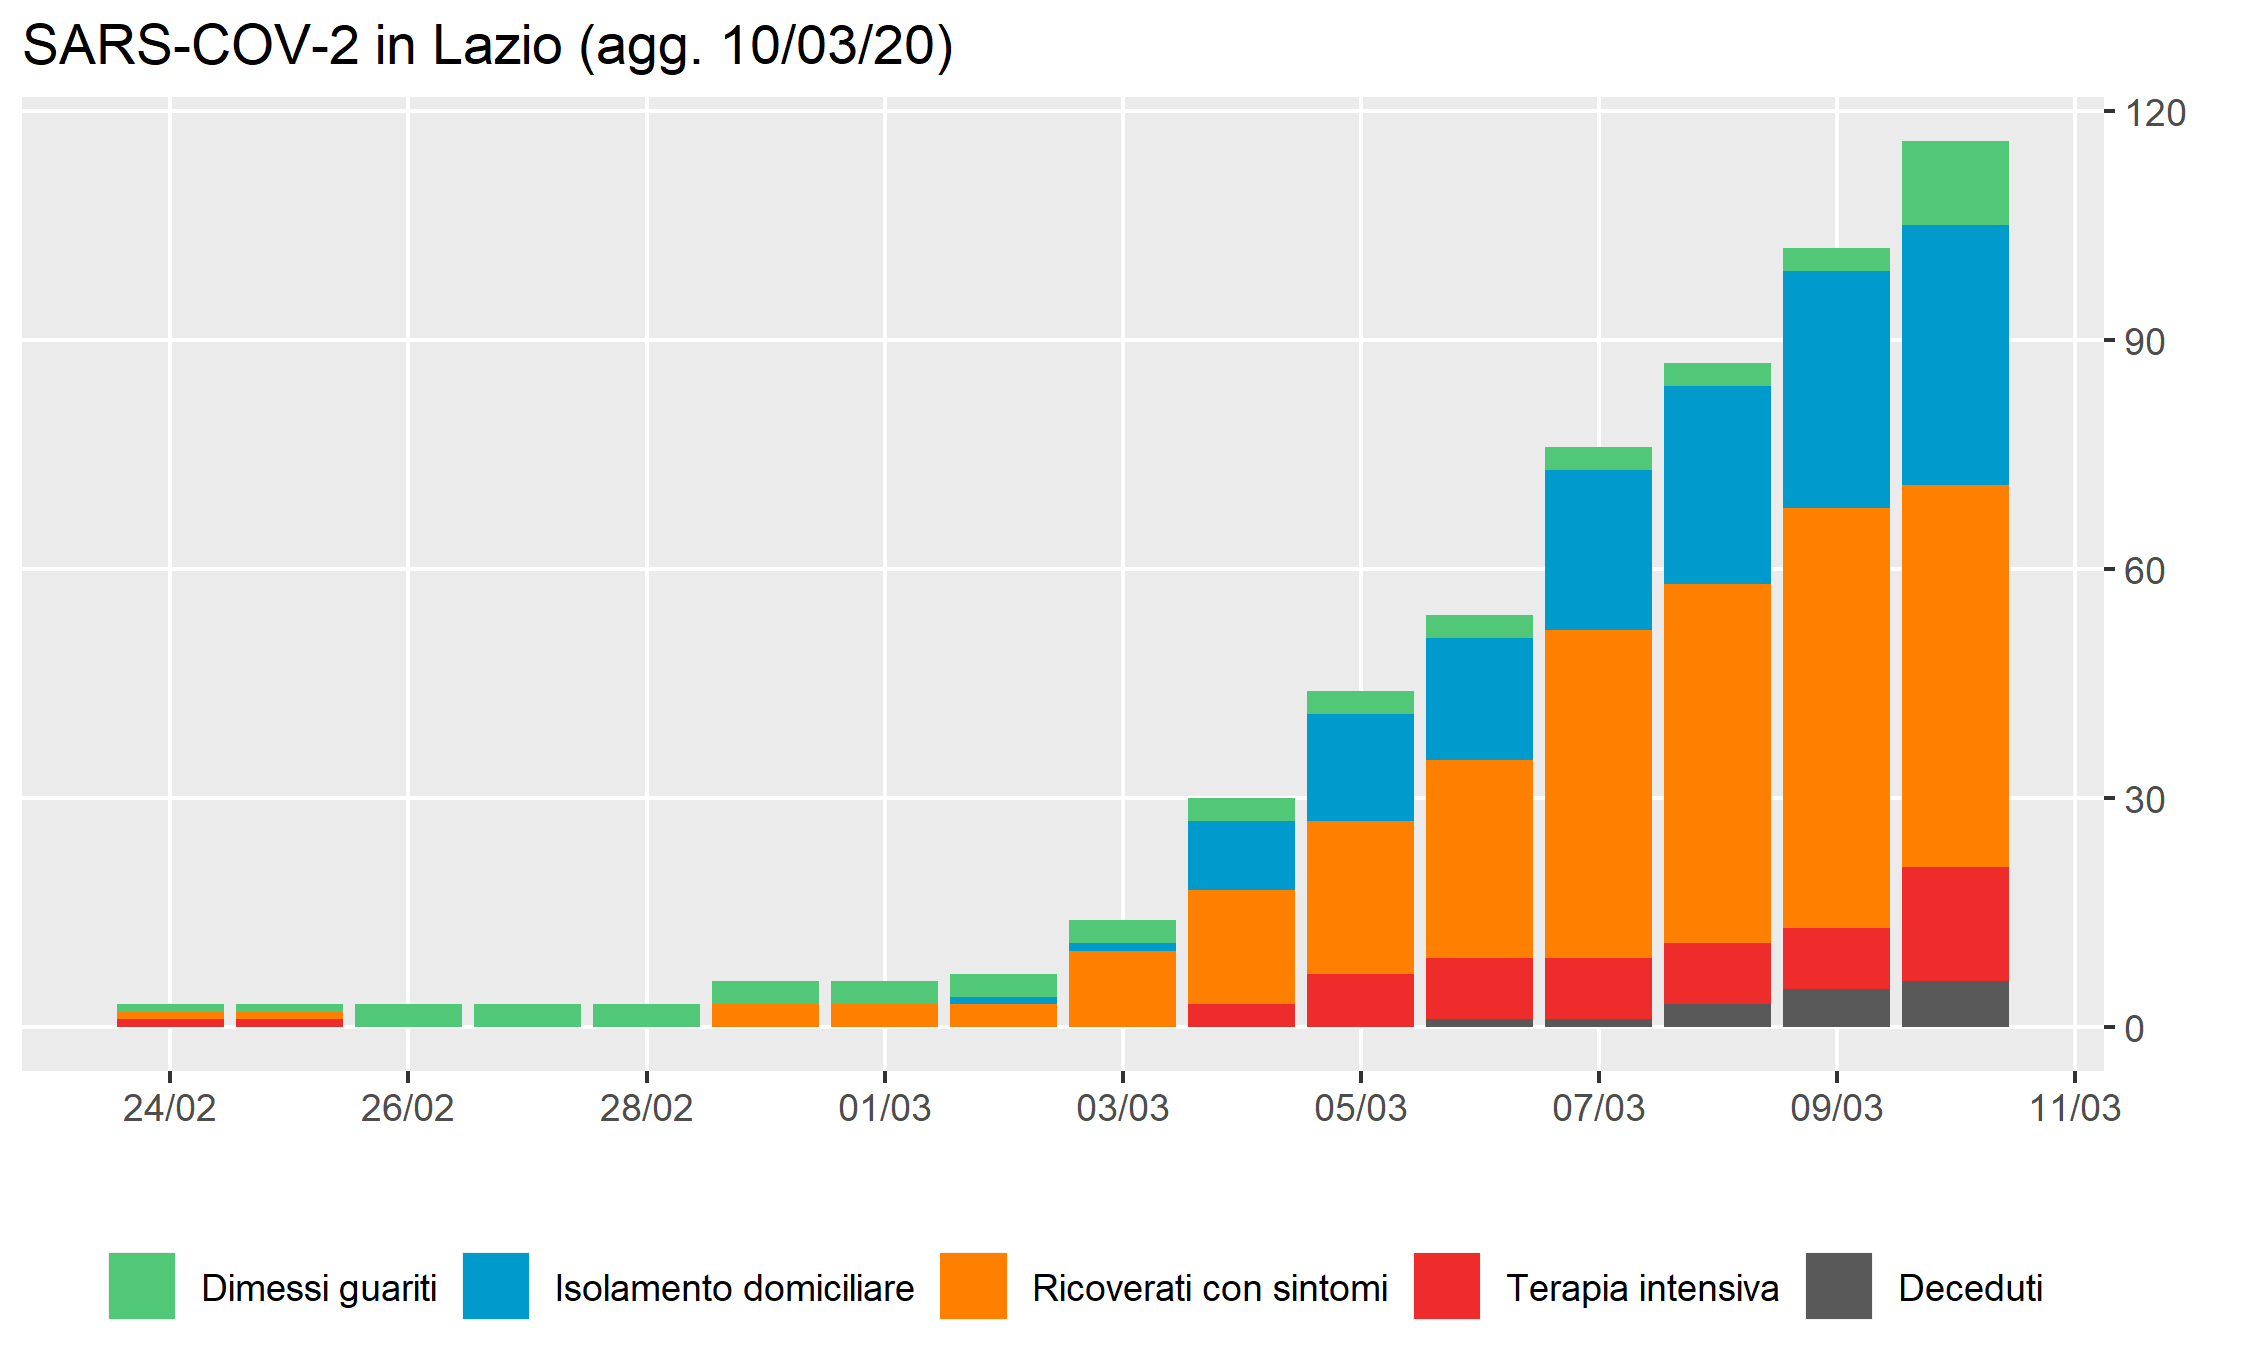 SARS-COV-2 in Lazio (agg. 10/03/20)
120
90
60
30
0
24/02 26/02 28/02 01/03 03/03 05/03 07/03 09/03 11/03
Dimessi guariti Isolamento domiciliare Ricoverati con sintomi Terapia intensiva Deceduti